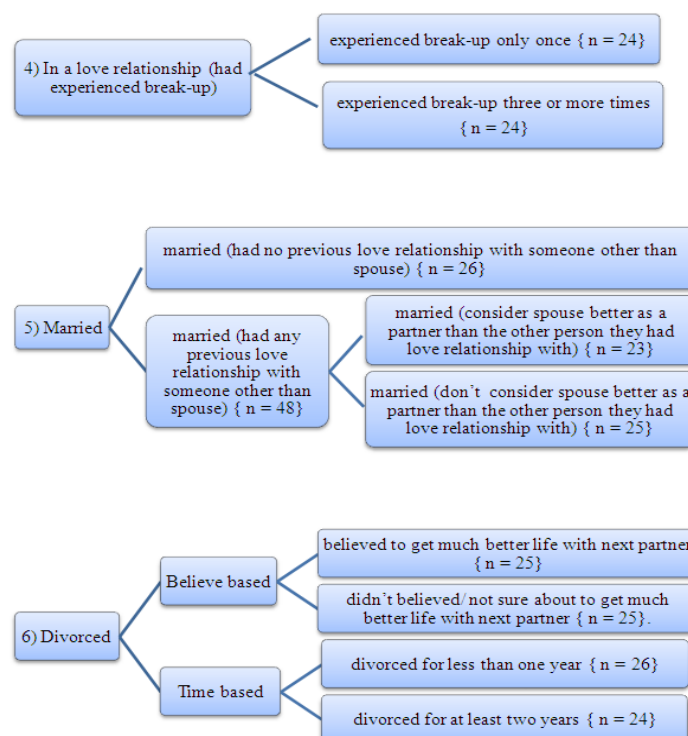 4) In a love relationship (had
experienced break-up)
experienced break-up only once { n = 24}
experienced break-up three or more times
{ n = 24}
5) Married
married (had no previous love relationship with someone other than
spouse) { n = 26}
married (had any
previous love
relationship with
someone other than
spouse) { n = 48}
married (consider spouse better as a
partner than the other person they had
love relationship with) { n = 23}
married (don't consider spouse better as a
partner than the other person they had
love relationship with) { n = 25}
6) Divorced
Believe based
believed to get much better life with next partner
{ n = 25}
didn't believed/not sure about to get much
better life with next partner { n = 25}.
Time based
divorced for less than one year { n = 26}
divorced for at least two years { n = 24}